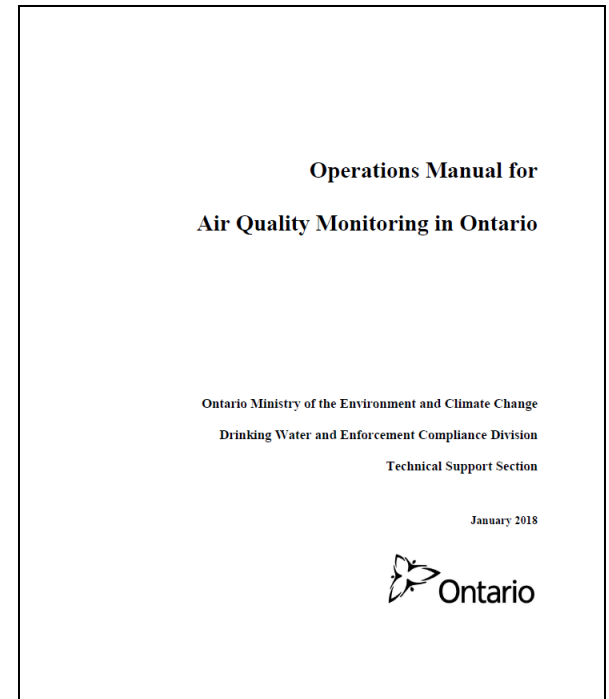 Operations Manual for
Air Quality Monitoring in Ontario
Ontario Ministry of the Environment and Climate Change
Drinking Water and Enforcement Compliance Division
Technical Support Section
January 2018
Ontario